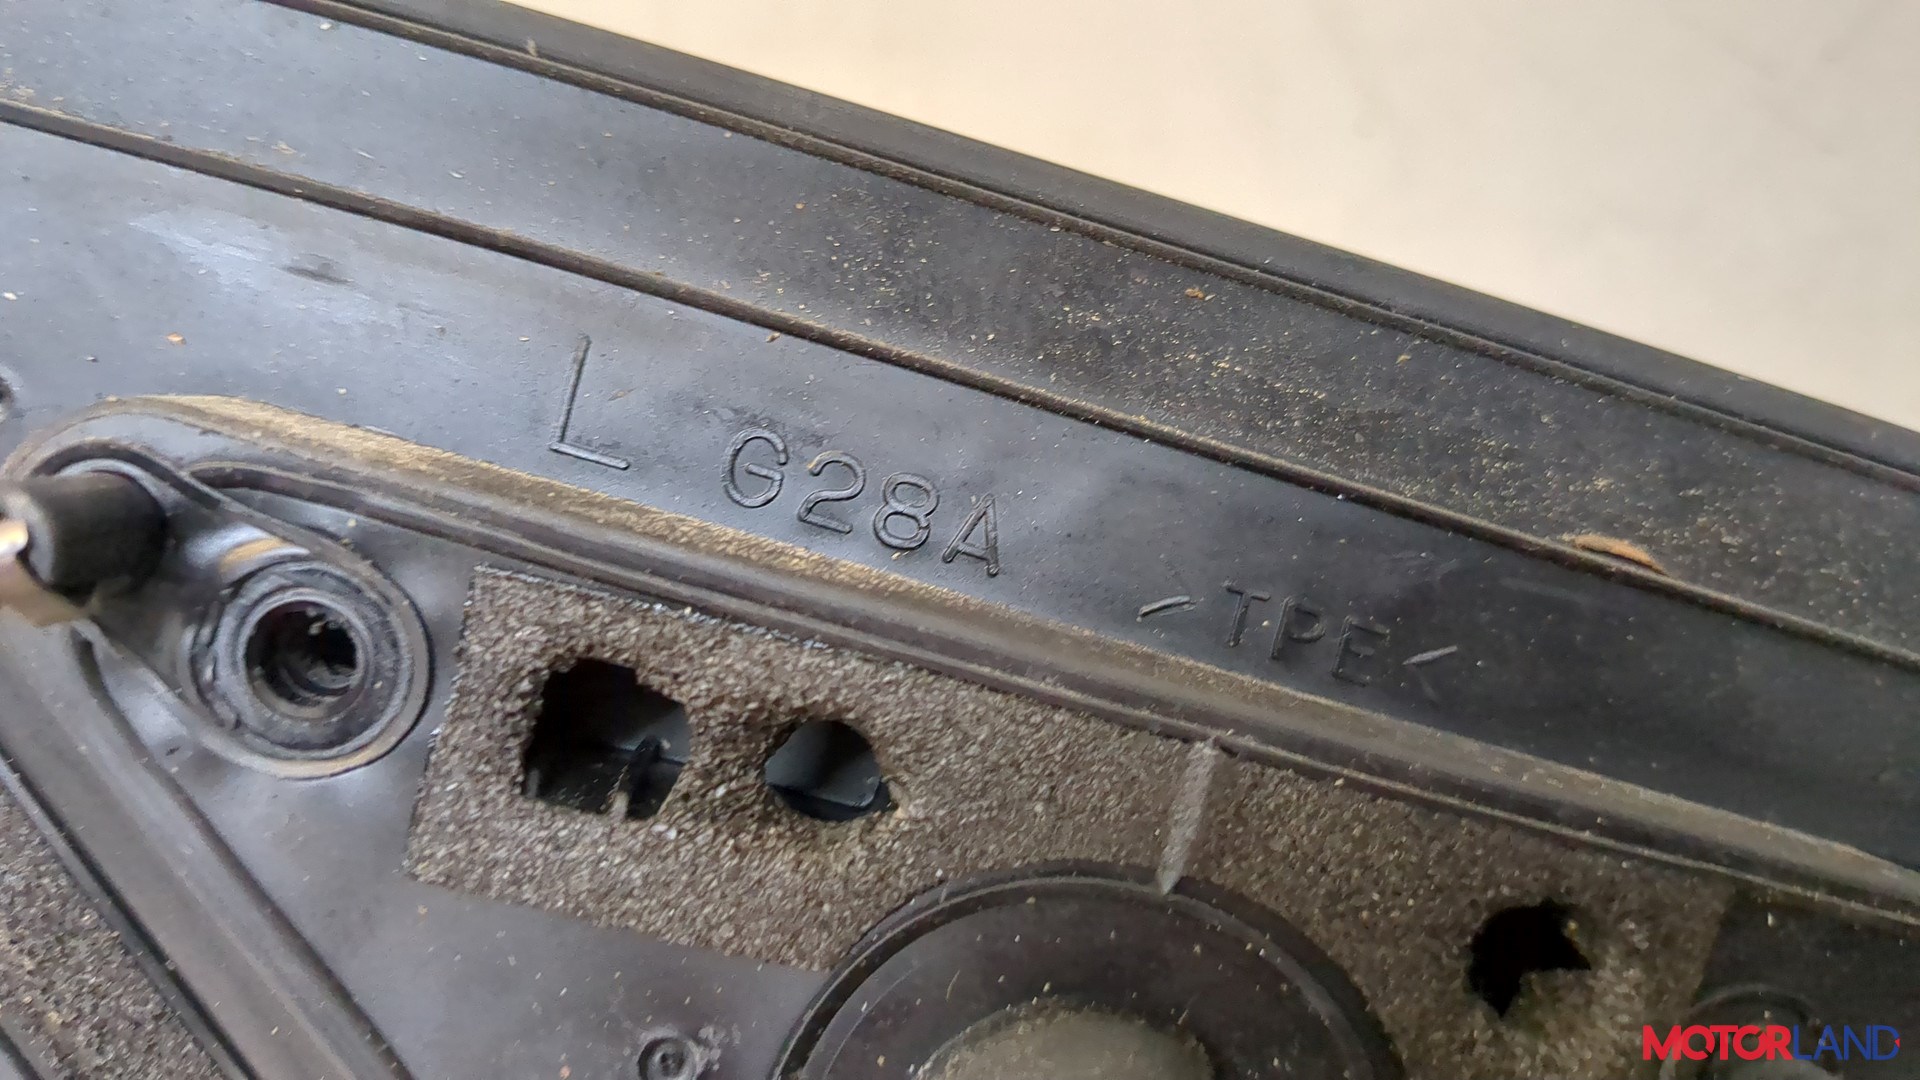 L G28A
>TPE<
MOTORLAND